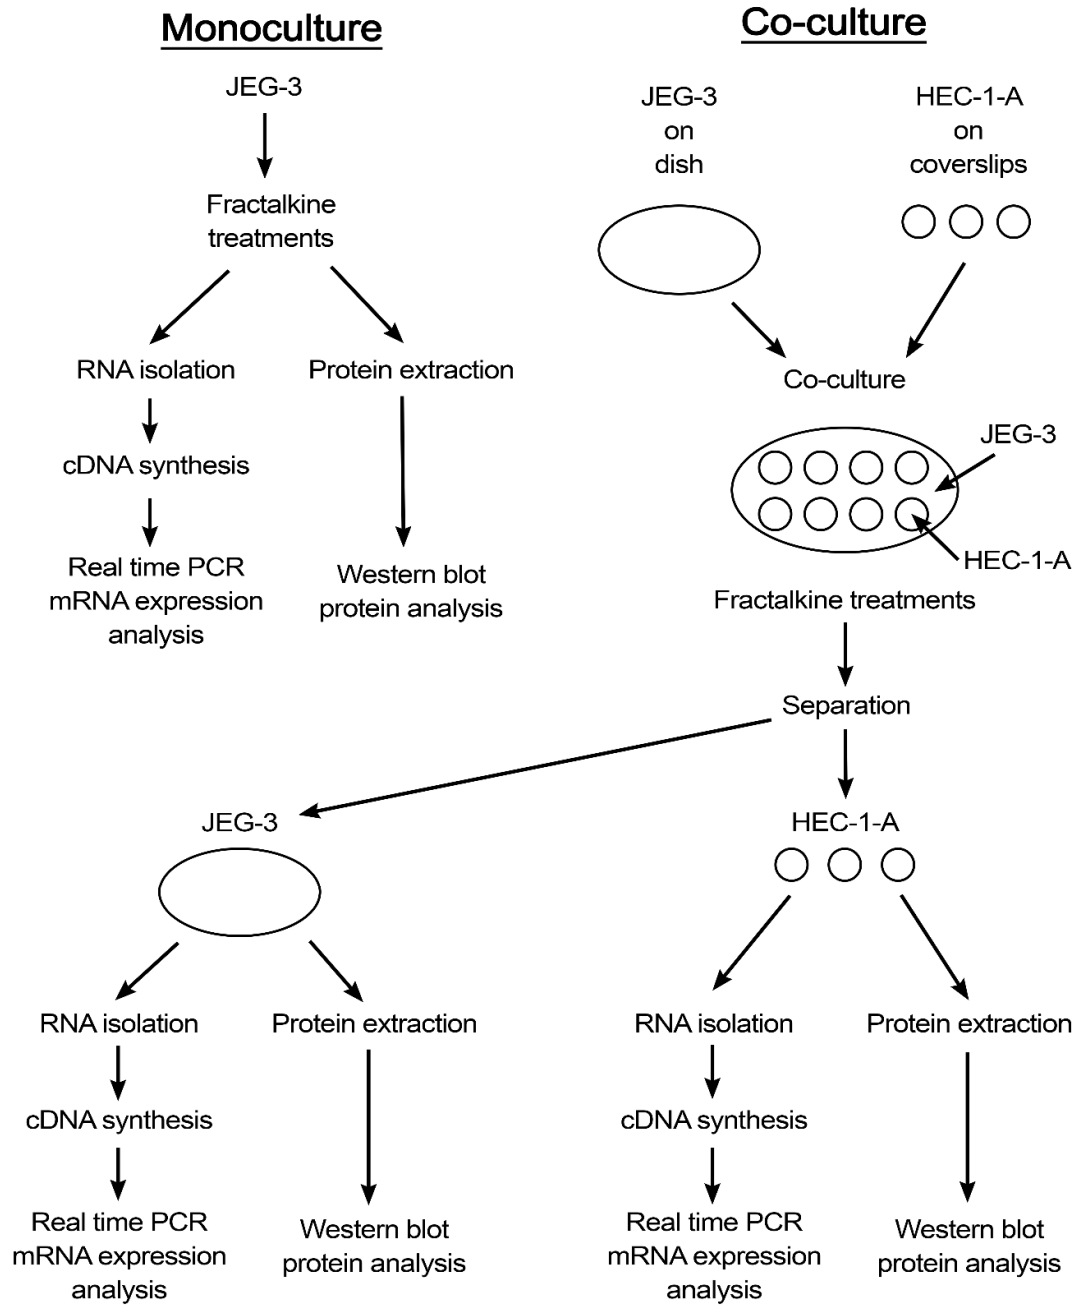 Monoculture
JEG-3
Fractalkine
treatments
RNA isolation
Protein extraction
cDNA synthesis
Real time PCR
mRNA expression
analysis
Western blot
protein analysis
Co-culture
JEG-3
on
dish
HEC-1-A
on
coverslips
Co-culture
JEG-3
HEC-1-A
Fractalkine treatments
Separation
JEG-3
RNA isolation
Protein extraction
cDNA synthesis
Real time PCR
mRNA expression
analysis
Western blot
protein analysis
HEC-1-A
RNA isolation
Protein extraction
cDNA synthesis
Real time PCR
mRNA expression
analysis
Western blot
protein analysis